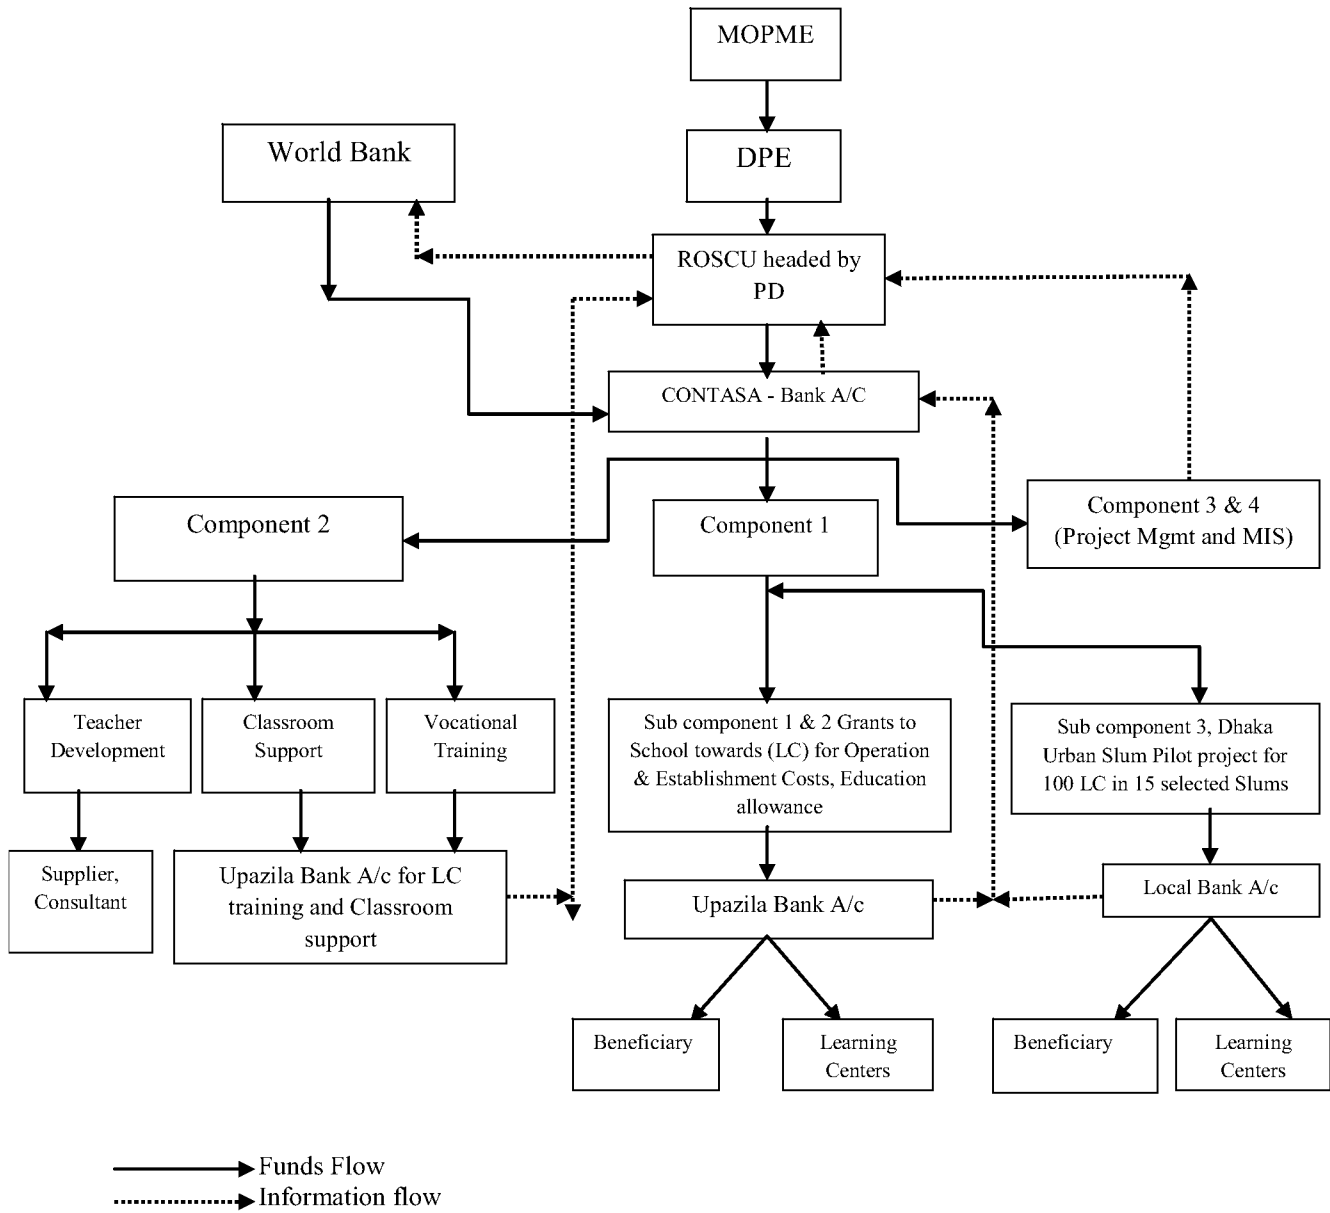 MOPME
World Bank
DPE
ROSCU headed by
PD
CONTASA - Bank A/C
Component 2
Component 1
Component 3 & 4
(Project Mgmt and MIS)
Teacher
Development
Classroom
Support
Vocational
Training
Sub component 1 & 2 Grants to
School towards (LC) for Operation
& Establishment Costs, Education
allowance
Sub component 3, Dhaka
Urban Slum Pilot project for
100 LC in 15 selected Slums
Supplier,
Consultant
Upazila Bank A/c for LC
training and Classroom
support
Upazila Bank A/c
Local Bank A/c
Beneficiary
Learning
Centers
Beneficiary
Learning
Centers
Funds Flow
Information flow